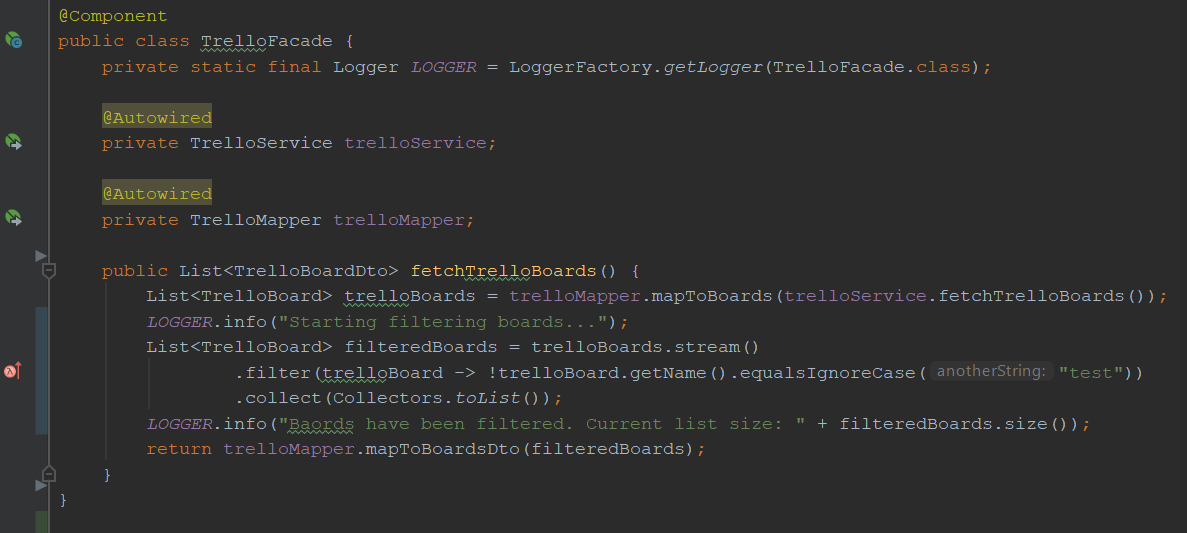 @Component
public class TrelloFacade {
private static final Logger LOGGER = LoggerFactory.getLogger(TrelloFacade.class);
@Autowired
private TrelloService trelloService;
@Autowired
private TrelloMapper trelloMapper;
public List<TrelloBoardDto> fetchTrelloBoards() {
List<TrelloBoard> trelloBoards = trelloMapper.mapToBoards(trelloService.fetchTrelloBoards());
LOGGER.info("Starting filtering boards...");
List<TrelloBoard> filteredBoards = trelloBoards.stream()
.filter(trelloBoard -> !trelloBoard.getName().equalsIgnoreCase( anotherString: "test"))
.collect(Collectors.toList());
LOGGER.info("Baords have been filtered. Current list size: " + filteredBoards.size());
return trelloMapper.mapToBoardsDto(filteredBoards);
}
}